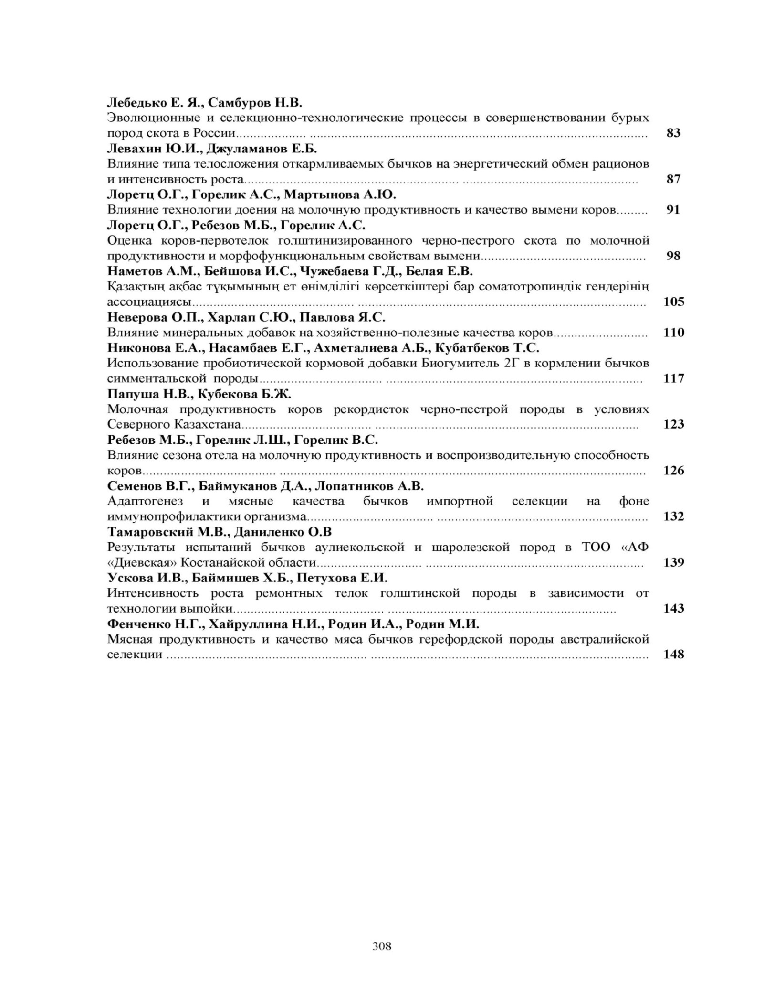 Лебедько Е. Я., Самбуров Н.В.
Эволюционные и селекционно-технологические процессы в совершенствовании бурых
пород скота в России.................... ................................................................................................ 83
Левахин Ю.И., Джуламанов Е.Б.
Влияние типа телосложения откармливаемых бычков на энергетический обмен рационов
и интенсивность роста............................................................. .................................................. 87
Лоретц О.Г., Горелик А.С., Мартынова А.Ю.
Влияние технологии доения на молочную продуктивность и качество вымени коров......... 91
Лоретц О.Г., Ребезов М.Б., Горелик А.С.
Оценка коров-первотелок голштинизированного черно-пестрого скота по молочной
продуктивности и морфофункциональным свойствам вымени............................................... 98
Наметов А.М., Бейшова И.С., Чужебаева Г.Д., Белая Е.В.
Қазақтың ақбас тұқымының ет өнімділігі көрсеткіштері бар соматотропиндік гендерінің
ассоциациясы.............................................. .................................................................................. 105
Неверова О.П., Харлап С.Ю., Павлова Я.С.
Влияние минеральных добавок на хозяйственно-полезные качества коров........................... 110
Никонова Е.А., Насамбаев Е.Г., Ахметалиева А.Б., Кубатбеков Т.С.
Использование пробиотической кормовой добавки Биогумитель 2Г в кормлении бычков
симментальской породы................................... ......................................................................... 117
Папуша Н.В., Кубекова Б.Ж.
Молочная продуктивность коров рекордисток черно-пестрой породы в условиях
Северного Казахстана..................................... ........................................................................... 123
Ребезов М.Б., Горелик Л.Ш., Горелик В.С.
Влияние сезона отела на молочную продуктивность и воспроизводительную способность
коров...................................... ........................................................................................................ 126
Семенов В.Г., Баймуканов Д.А., Лопатников А.В.
Адаптогенез и мясные качества бычков импортной селекции на фоне
иммунопрофилактики организма.................................... ............................................................ 132
Тамаровский М.В., Даниленко О.В
Результаты испытаний бычков аулиекольской и шаролезской пород в ТОО «АФ
«Диевская» Костанайской области.............................. .............................................................. 139
Ускова И.В., Баймишев Х.Б., Петухова Е.И.
Интенсивность роста ремонтных телок голштинской породы в зависимости от
технологии выпойки........................................... ................................................................. 143
Фенченко Н.Г., Хайруллина Н.И., Родин И.А., Родин М.И.
Мясная продуктивность и качество мяса бычков герефордской породы австралийской
селекции ......................................................... ............................................................................... 148
308